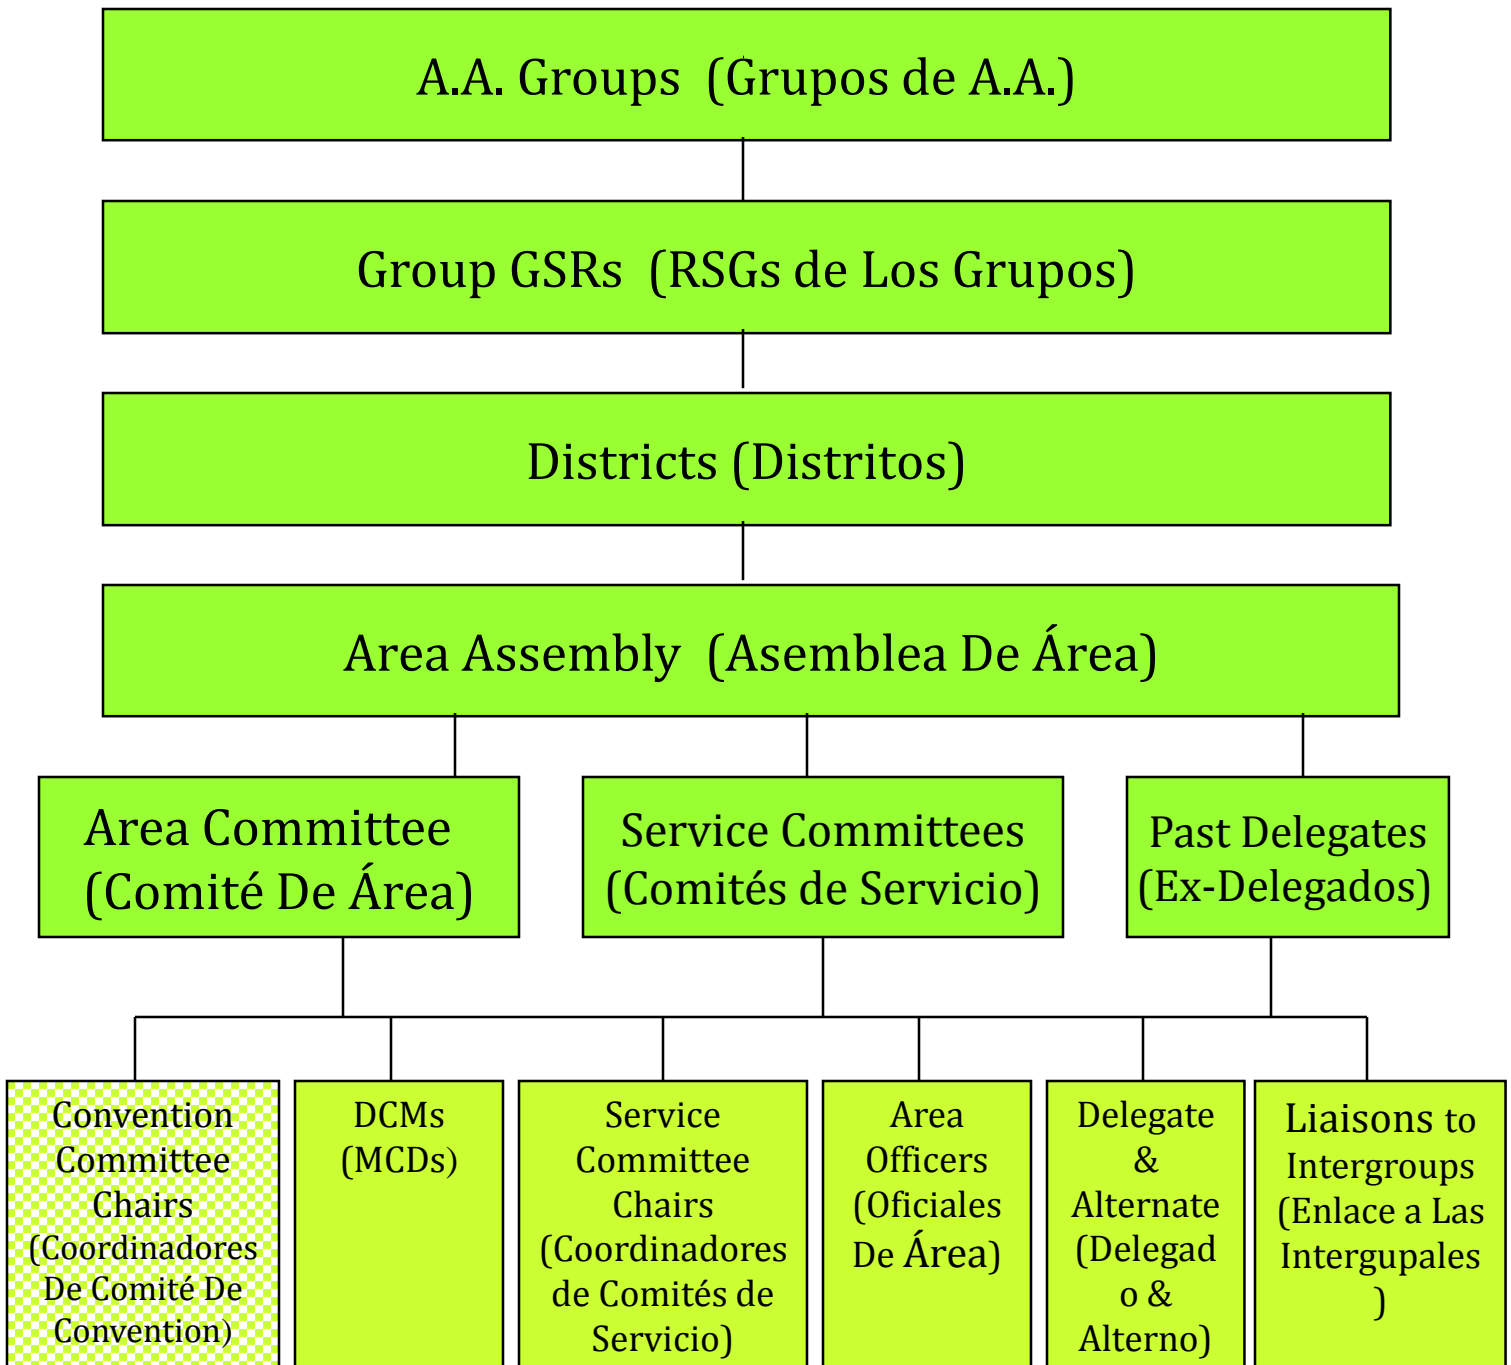 A.A. Groups (Grupos de A.A.)
Group GSRs (RSGs de Los Grupos)
Districts (Distritos)
Area Assembly (Asemblea De Área)
Area Committee
(Comité De Área)
Service Committees
(Comités de Servicio)
Past Delegates
(Ex-Delegados)
Convention
Committee
Chairs
(Coordinadores
De Comité De
Convention)
DCMs
(MCDs)
Service
Committee
Chairs
(Coordinadores
de Comités de
Servicio)
Area
Officers
(Oficiales
De Área)
Delegate
&
Alternate
(Delegad
o &
Alterno)
Liaisons to
Intergroups
(Enlace a Las
Intergupales
)